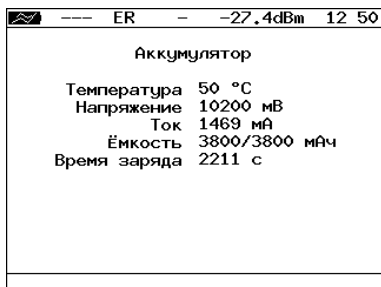 --- ER - -27.4dBm 12 50
Аккумулятор
Температура 50 °C
Напряжение 10200 мВ
Ток 1469 мА
Ёмкость 3800/3800 мАч
Время заряда 2211 с